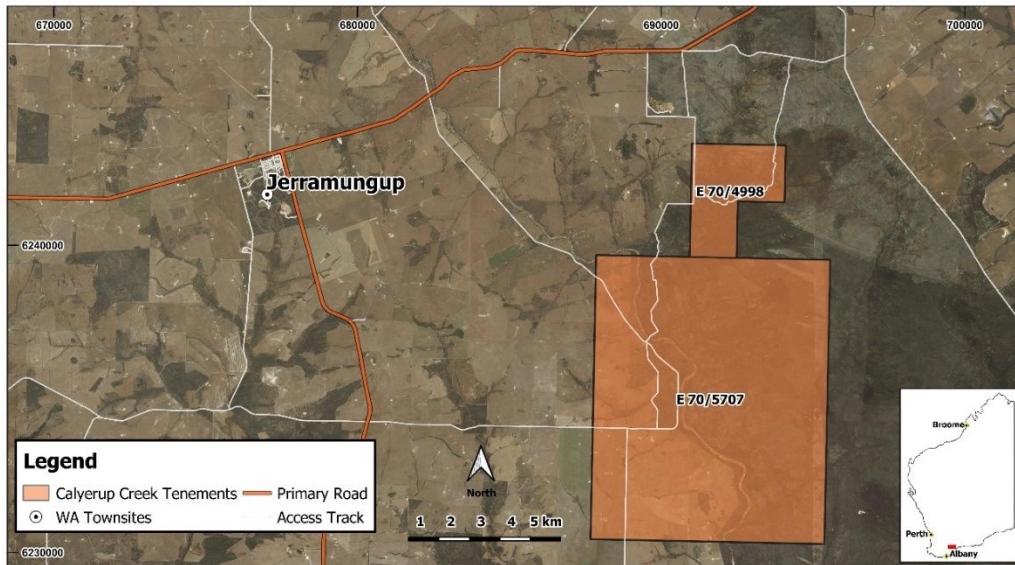 670000
680000
690000
700000
Jerramungup
E 70/4998
6240000
E 70/5707
Legend
Calyerup Creek Tenements
Primary Road
WA Townsites
Access Track
North
1 2 3 4 5 km
6230000
Broome
Perth
Albany